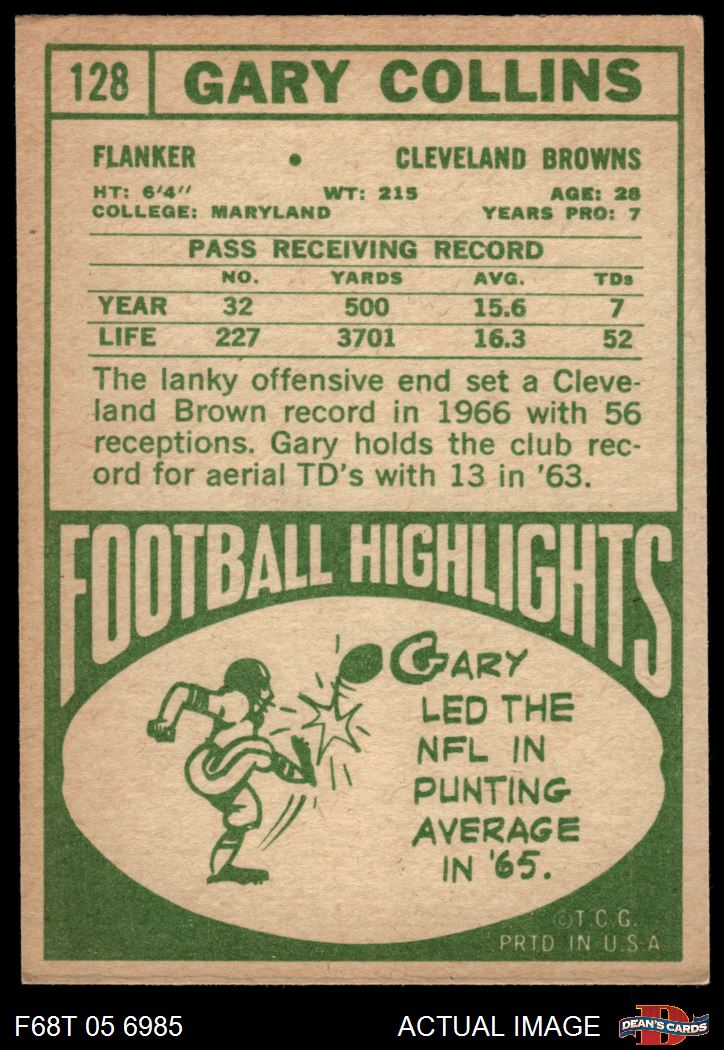 128 GARY COLLINS
FLANKER • CLEVELAND BROWNS
HT: 6'4" WT: 215 AGE: 28
COLLEGE: MARYLAND YEARS PRO: 7
PASS RECEIVING RECORD
NO. YARDS AVG. TDs
YEAR 32 500 15.6 7
LIFE 227 3701 16.3 52
The lanky offensive end set a Cleve-
land Brown record in 1966 with 56
receptions. Gary holds the club rec-
ord for aerial TD's with 13 in '63.
FOOTBALL HIGHLIGHTS
GARY
LED THE
NFL IN
PUNTING
AVERAGE
IN '65.
©T.C.G.
PRTD IN U.S.A
F68T 05 6985 ACTUAL IMAGE D DEAN'S CARDS